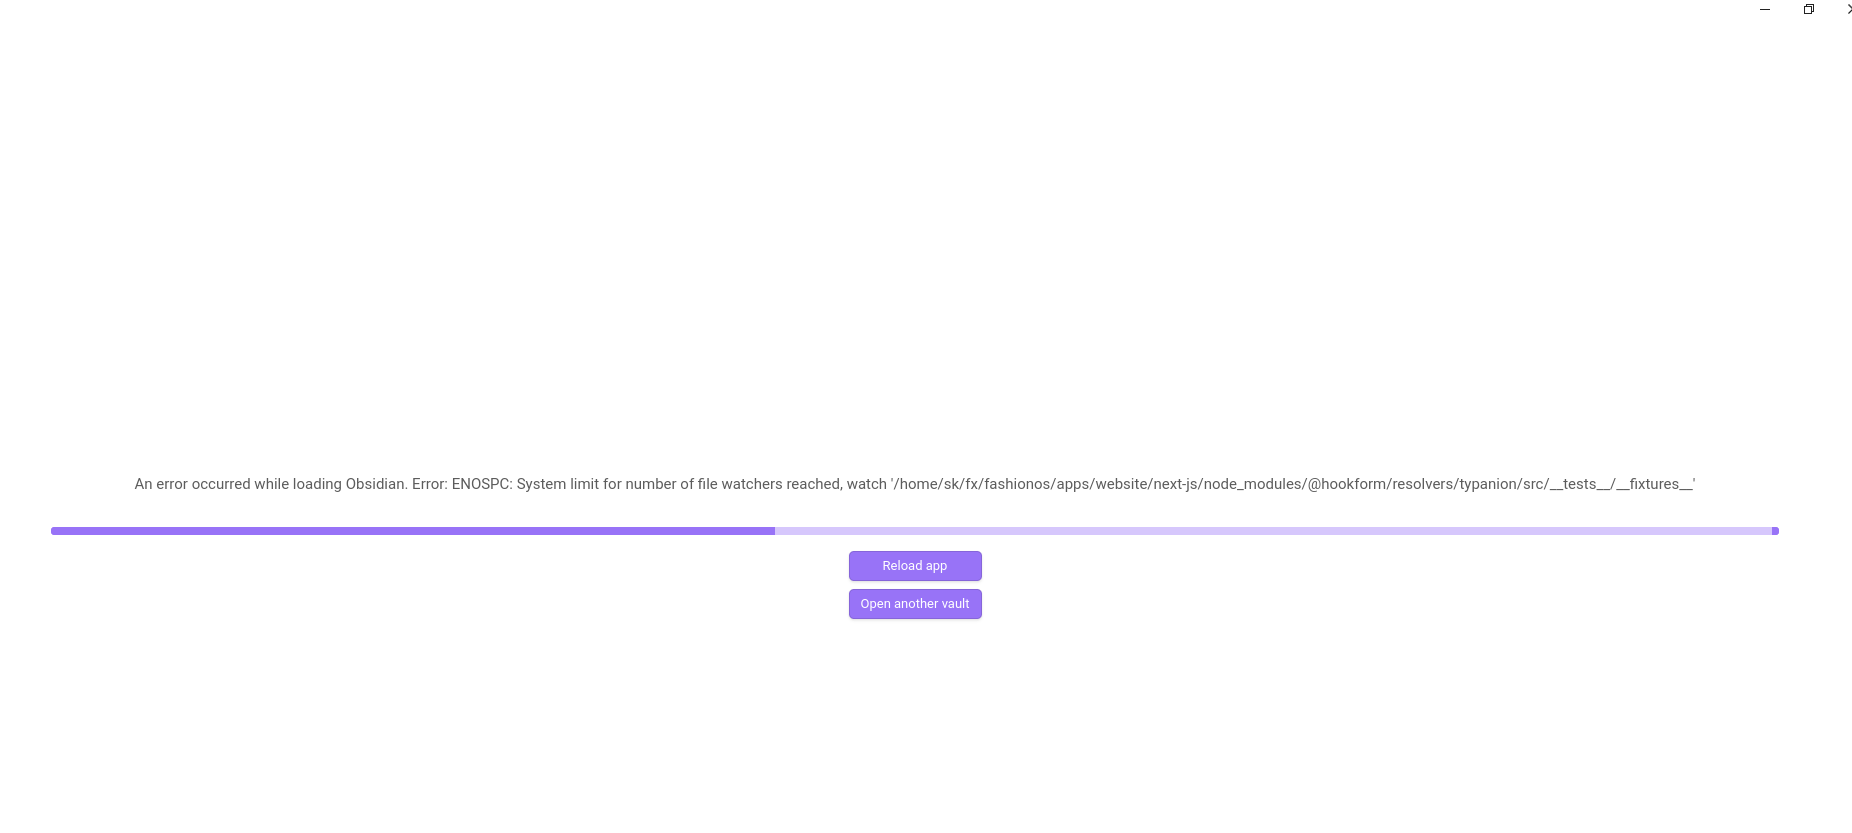 An error occurred while loading Obsidian. Error: ENOSPC: System limit for number of file watchers reached, watch '/home/sk/fx/fashionos/apps/website/next-js/node_modules/@hookform/resolvers/typanion/src/__tests__/__fixtures__'
Reload app
Open another vault